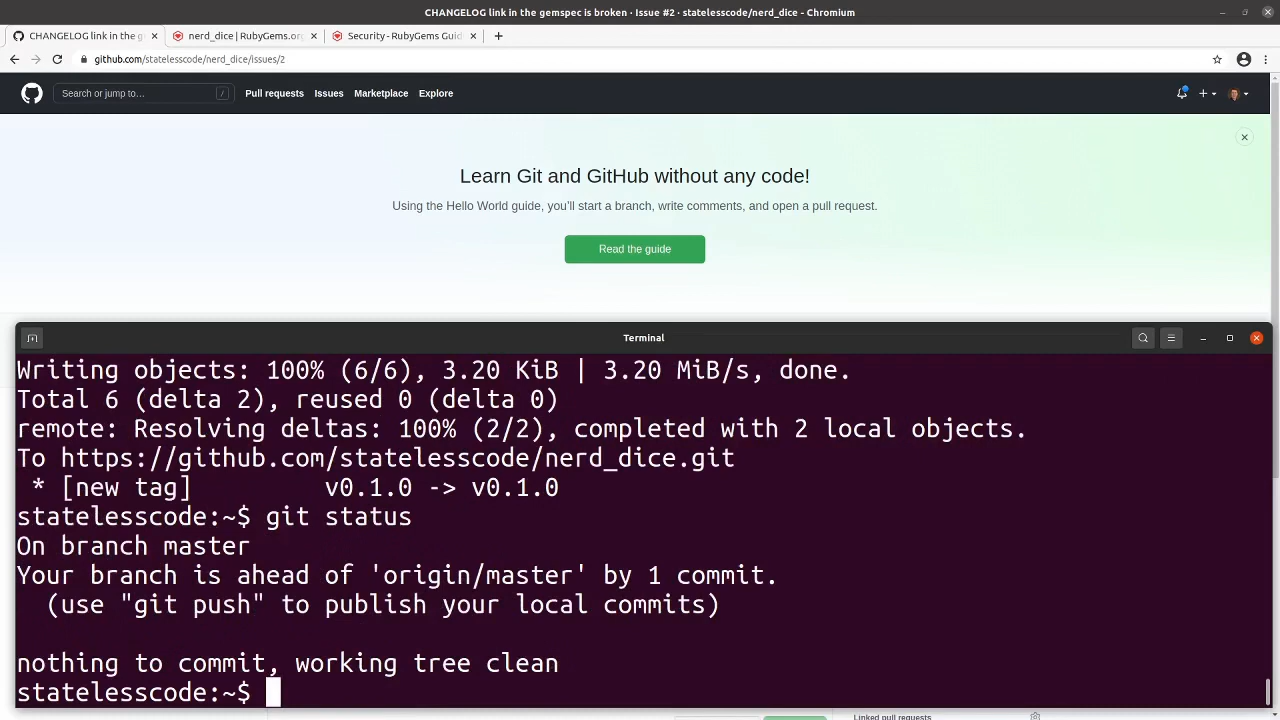 CHANGELOG link in the gemspec is broken · Issue #2 · statelesscode/nerd_dice - Chromium
CHANGELOG link in the g
nerd_dice | RubyGems.or
Security - RubyGems Guid
github.com/statelesscode/nerd_dice/issues/2
Search or jump to…
/
Pull requests
Issues
Marketplace
Explore
Learn Git and GitHub without any code!
Using the Hello World guide, you'll start a branch, write comments, and open a pull request.
Read the guide
Terminal
Writing objects: 100% (6/6), 3.20 KiB | 3.20 MiB/s, done.
Total 6 (delta 2), reused 0 (delta 0)
remote: Resolving deltas: 100% (2/2), completed with 2 local objects.
To https://github.com/statelesscode/nerd_dice.git
* [new tag] v0.1.0 -> v0.1.0
statelesscode:~$ git status
On branch master
Your branch is ahead of 'origin/master' by 1 commit.
(use "git push" to publish your local commits)
nothing to commit, working tree clean
statelesscode:~$
Linked pull requests